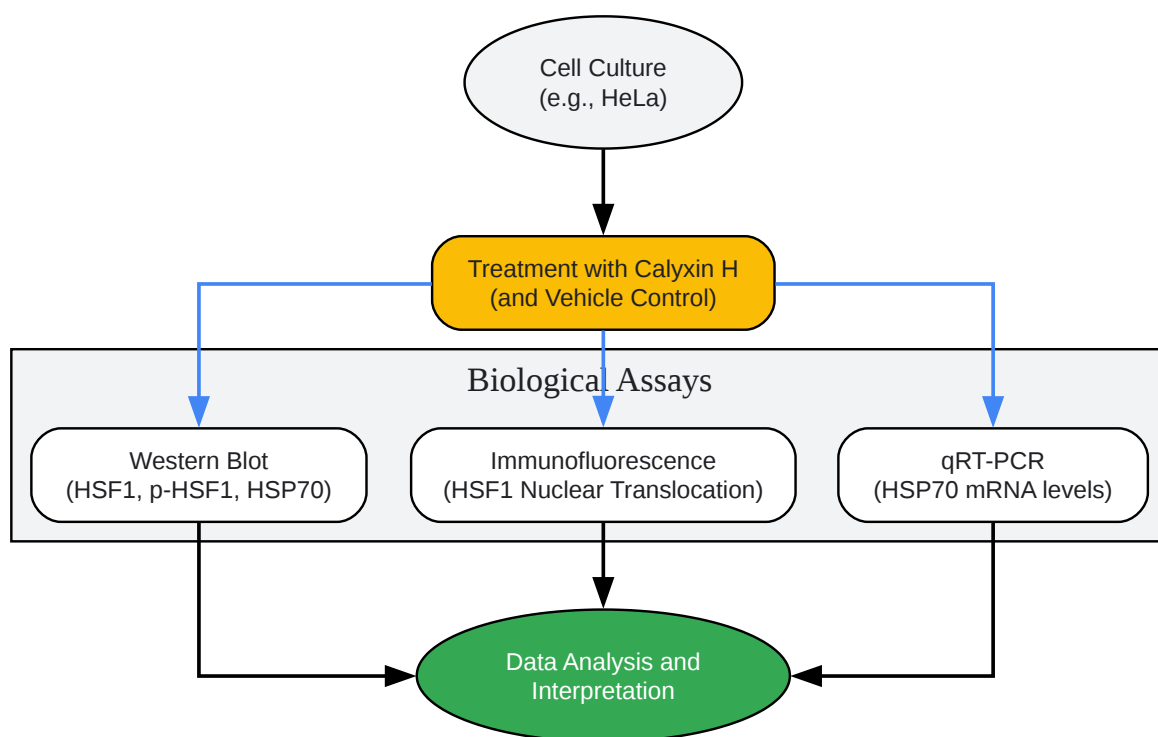 Cell Culture
(e.g., HeLa)
Treatment with Calyxin H
(and Vehicle Control)
Biological Assays
Western Blot
(HSF1, p-HSF1, HSP70)
Immunofluorescence
(HSF1 Nuclear Translocation)
qRT-PCR
(HSP70 mRNA levels)
Data Analysis and
Interpretation